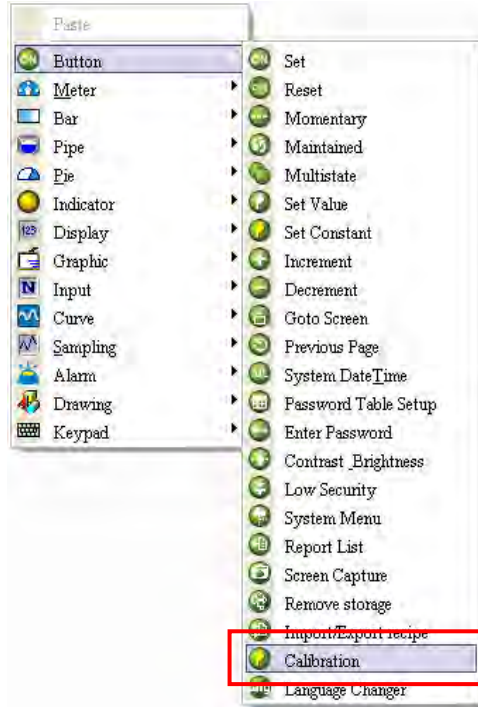 Paste
Button
Meter
Bar
Pipe
Pie
Indicator
Display
Graphic
Input
Curve
Sampling
Alarm
Drawing
Keypad
Set
Reset
Momentary
Maintained
Multistate
Set Value
Set Constant
Increment
Decrement
Goto Screen
Previous Page
System DateTime
Password Table Setup
Enter Password
Contrast _Brightness
Low Security
System Menu
Report List
Screen Capture
Remove storage
Import/Export recipe
Calibration
Language Changer